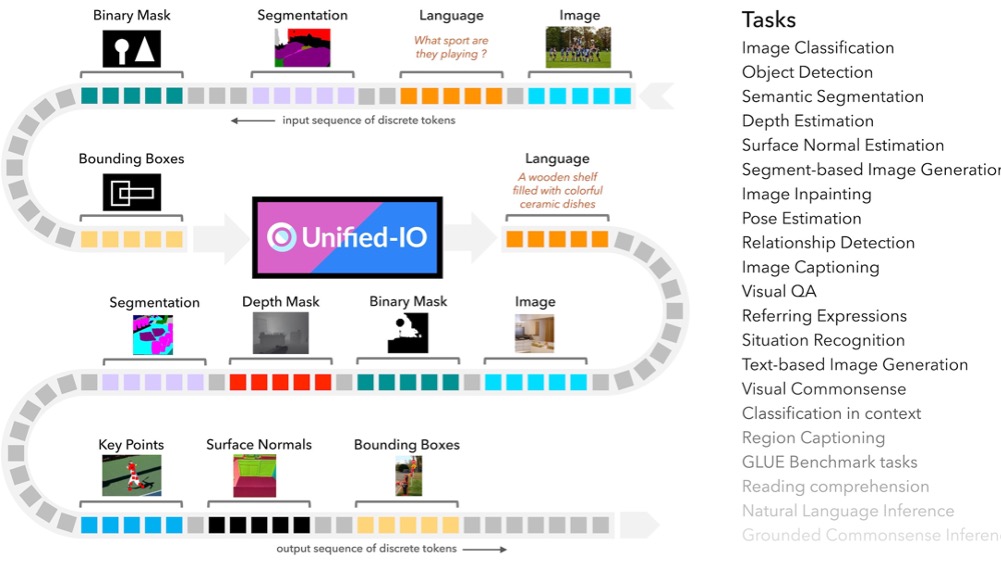 Binary Mask
Segmentation
Language
Image
What sport are
they playing ?
input sequence of discrete tokens
Bounding Boxes
Language
A wooden shelf
filled with colorful
ceramic dishes
Unified-IO
Segmentation
Depth Mask
Binary Mask
Image
Key Points
Surface Normals
Bounding Boxes
output sequence of discrete tokens
Tasks
Image Classification
Object Detection
Semantic Segmentation
Depth Estimation
Surface Normal Estimation
Segment-based Image Generation
Image Inpainting
Pose Estimation
Relationship Detection
Image Captioning
Visual QA
Referring Expressions
Situation Recognition
Text-based Image Generation
Visual Commonsense
Classification in context
Region Captioning
GLUE Benchmark tasks
Reading comprehension
Natural Language Inference
Grounded Commonsense Inferen